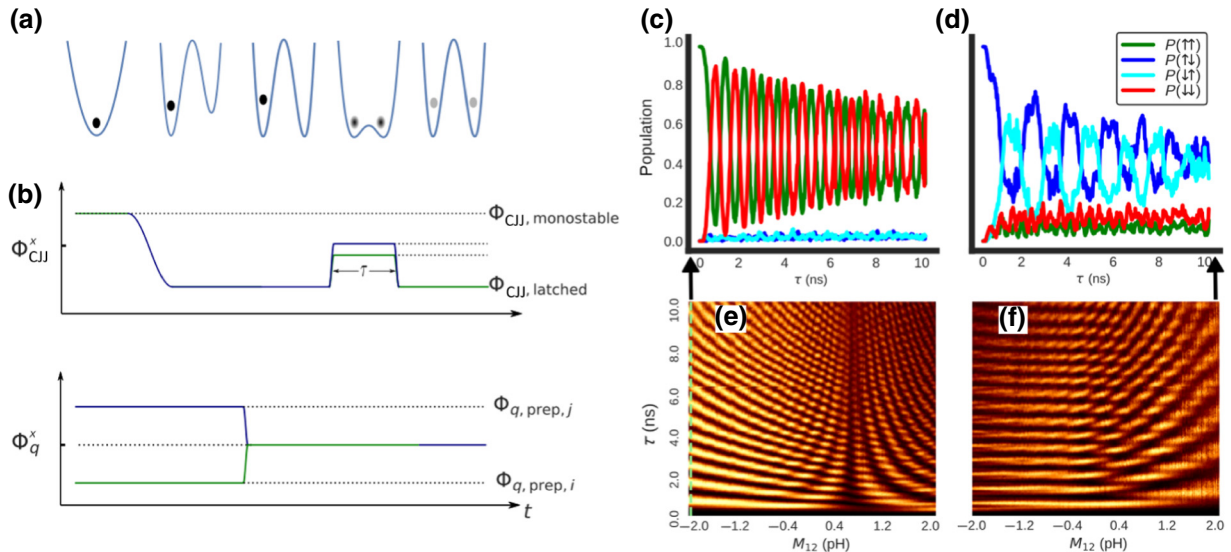 (a)
(b)
Φ^x_CJJ
Φ_CJJ, monostable
τ
Φ_CJJ, latched
Φ^x_q
Φ_q, prep, j
Φ_q, prep, i
t
(c)
Population
1.0
0.8
0.6
0.4
0.2
0.0
0 2 4 6 8 10
τ (ns)
(d)
P(⇈)
P(⇅)
P(⇵)
P(⇊)
0 2 4 6 8 10
τ (ns)
(e)
τ (ns)
10.0
8.0
6.0
4.0
2.0
0.0
−2.0 −1.2 −0.4 0.4 1.2 2.0
M₁₂ (pH)
(f)
−2.0 −1.2 −0.4 0.4 1.2 2.0
M₁₂ (pH)